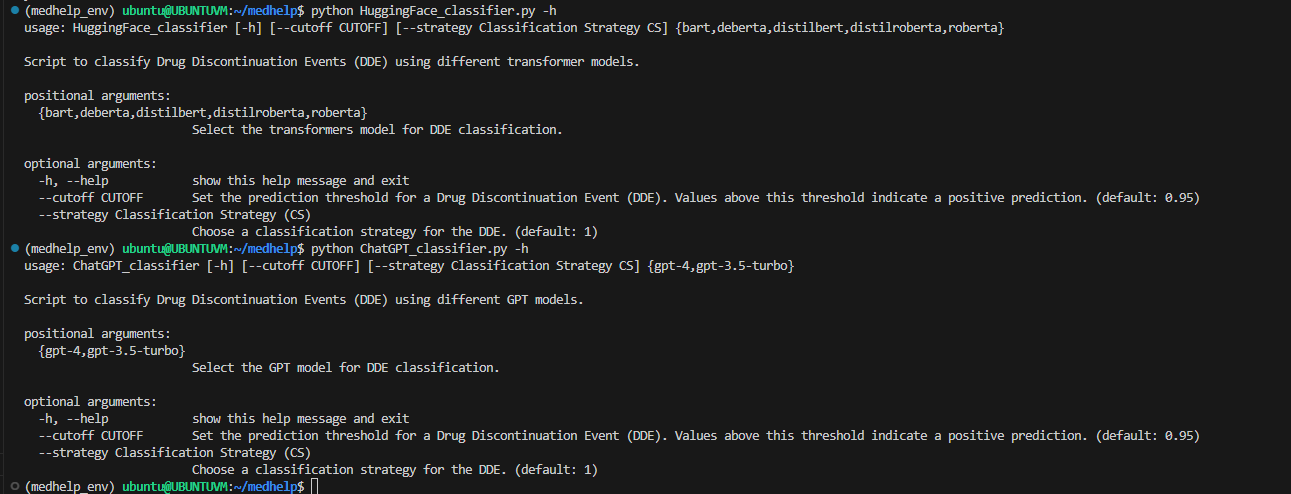 (medhelp_env) ubuntu@UBUNTUVM:~/medhelp$ python HuggingFace_classifier.py -h
usage: HuggingFace_classifier [-h] [--cutoff CUTOFF] [--strategy Classification Strategy CS] {bart,deberta,distilbert,distilroberta,roberta}
Script to classify Drug Discontinuation Events (DDE) using different transformer models.
positional arguments:
{bart,deberta,distilbert,distilroberta,roberta}
Select the transformers model for DDE classification.
optional arguments:
-h, --help show this help message and exit
--cutoff CUTOFF Set the prediction threshold for a Drug Discontinuation Event (DDE). Values above this threshold indicate a positive prediction. (default: 0.95)
--strategy Classification Strategy (CS)
Choose a classification strategy for the DDE. (default: 1)
(medhelp_env) ubuntu@UBUNTUVM:~/medhelp$ python ChatGPT_classifier.py -h
usage: ChatGPT_classifier [-h] [--cutoff CUTOFF] [--strategy Classification Strategy CS] {gpt-4,gpt-3.5-turbo}
Script to classify Drug Discontinuation Events (DDE) using different GPT models.
positional arguments:
{gpt-4,gpt-3.5-turbo}
Select the GPT model for DDE classification.
optional arguments:
-h, --help show this help message and exit
--cutoff CUTOFF Set the prediction threshold for a Drug Discontinuation Event (DDE). Values above this threshold indicate a positive prediction. (default: 0.95)
--strategy Classification Strategy (CS)
Choose a classification strategy for the DDE. (default: 1)
(medhelp_env) ubuntu@UBUNTUVM:~/medhelp$